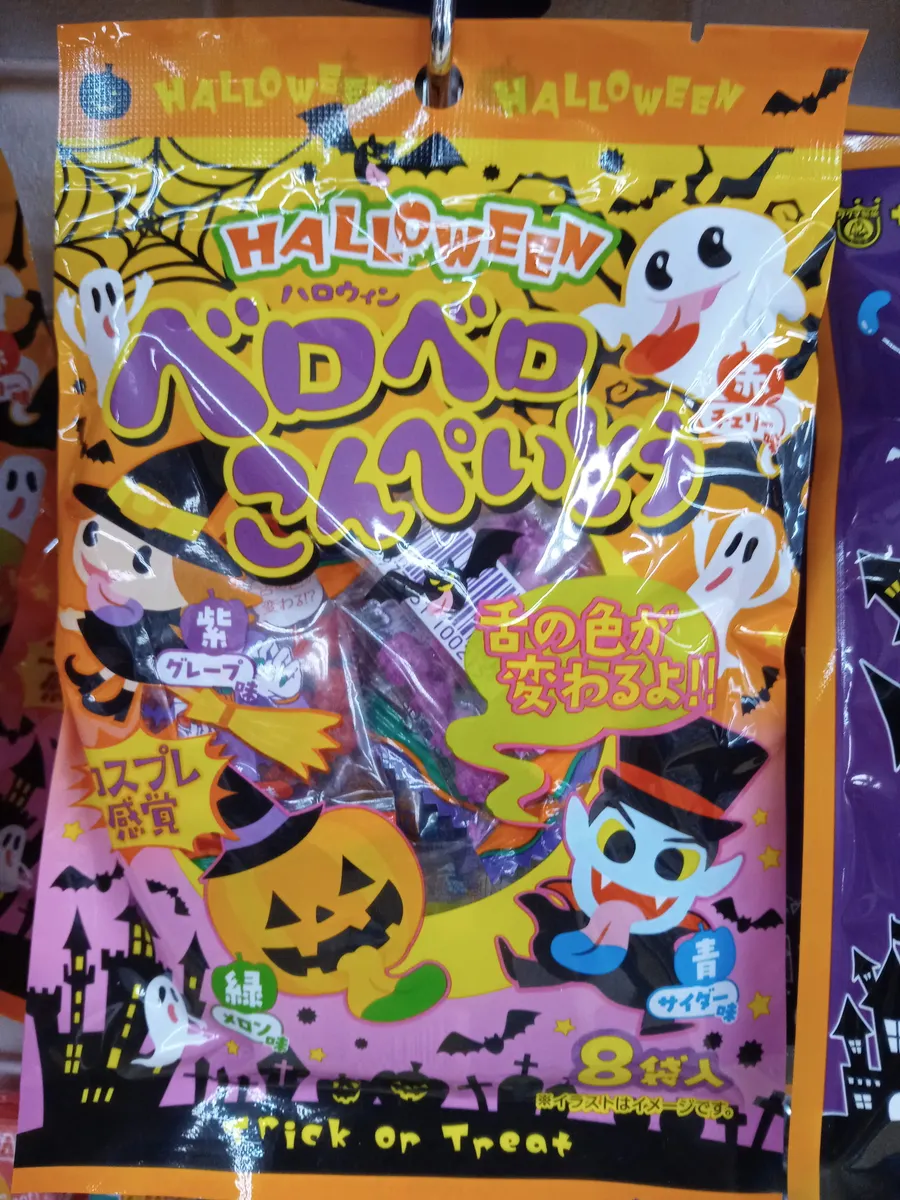 HALLOWEEN HALLOWEEN
HALLOWEEN
ハロウィン
ベロベロ
こんぺいとう
赤
チェリー味
変わる!?
紫
グレープ味
舌の色が
変わるよ!!
コスプレ
感覚
青
サイダー味
緑
メロン味
8袋入
※イラストはイメージです。
Trick or Treat